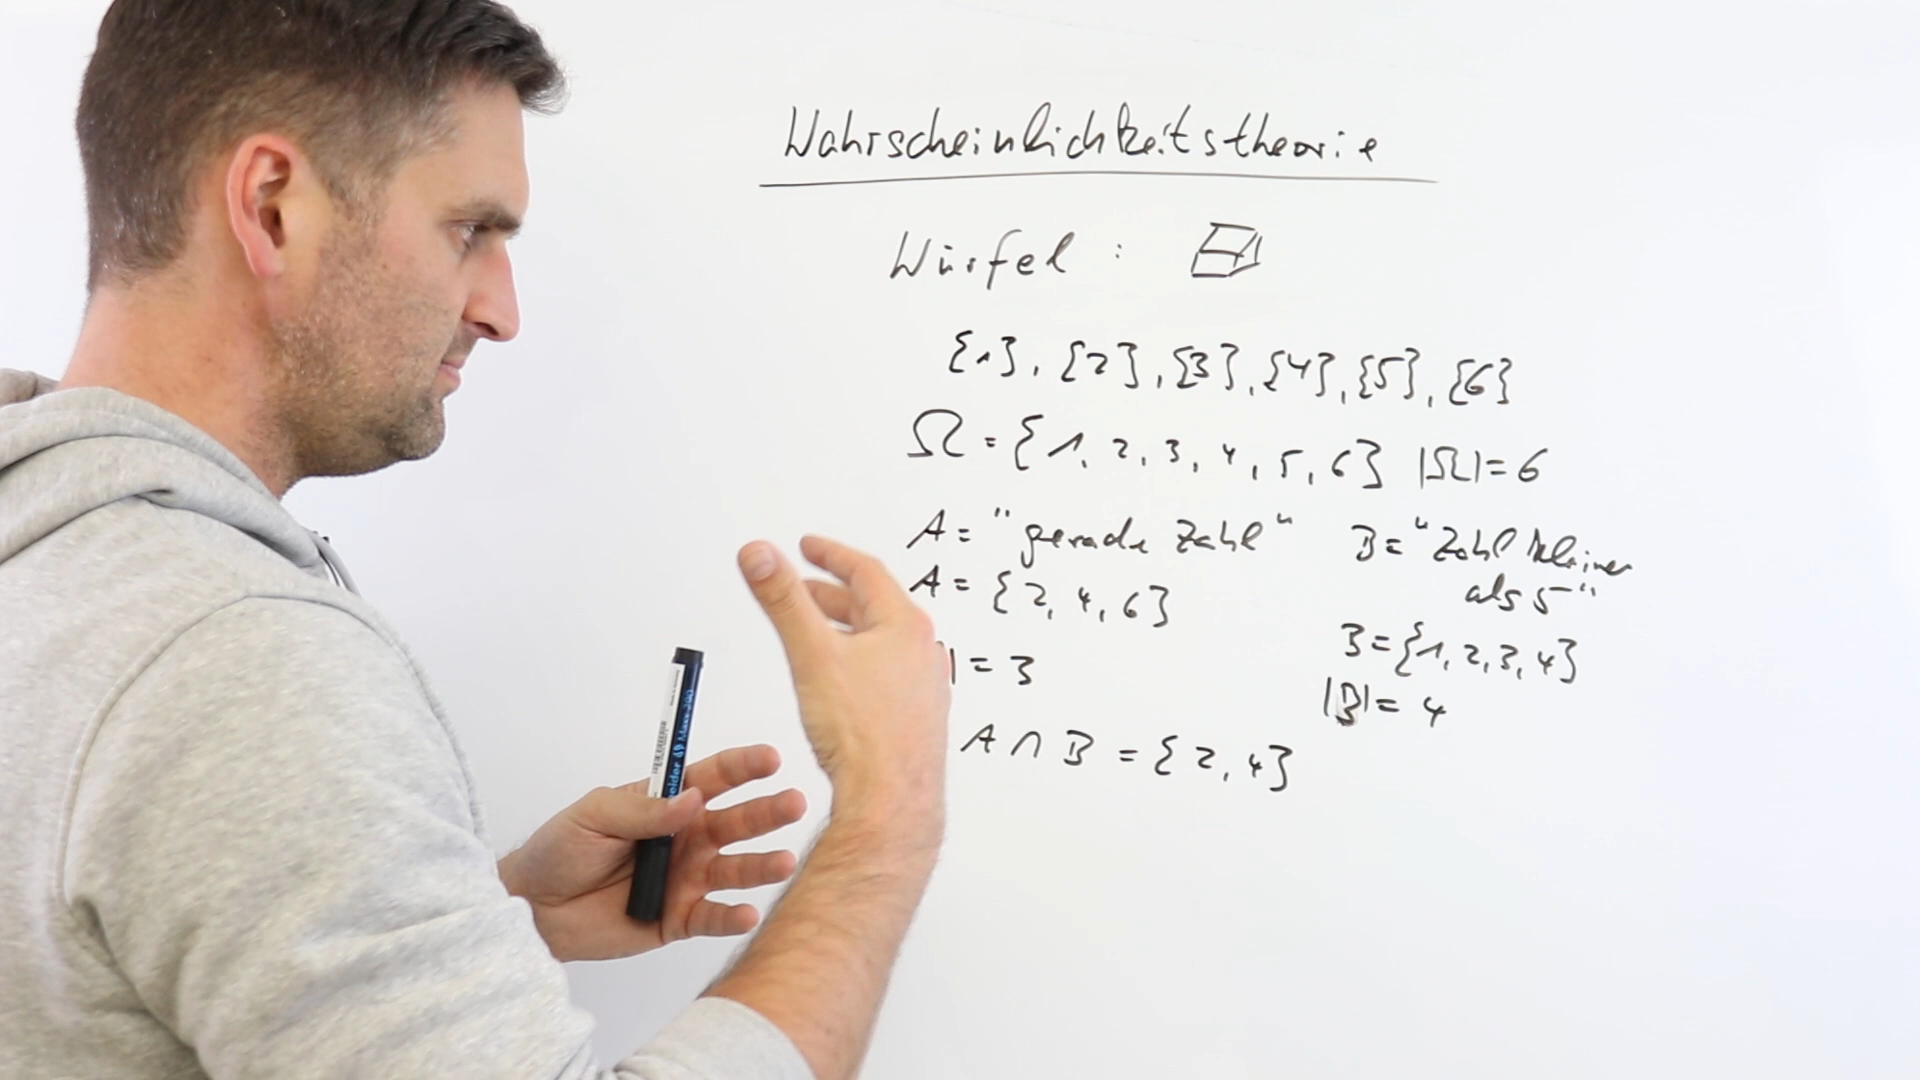 Wahrscheinlichkeitstheorie
Würfel :
{1}, {2}, {3}, {4}, {5}, {6}
Ω = {1, 2, 3, 4, 5, 6} |Ω| = 6
A = "gerade Zahl" B = "Zahl kleiner
als 5"
A = {2, 4, 6}
B = {1, 2, 3, 4}
| = 3
|B| = 4
A ∩ B = {2, 4}